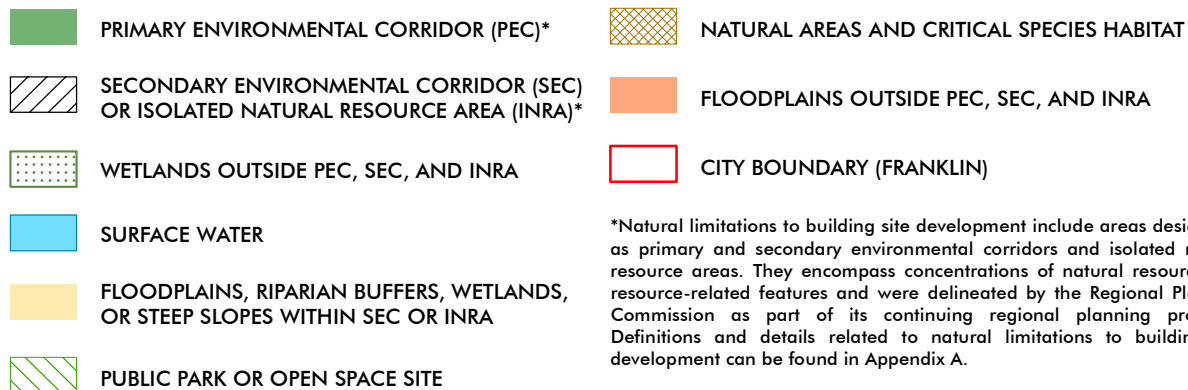 PRIMARY ENVIRONMENTAL CORRIDOR (PEC)*
SECONDARY ENVIRONMENTAL CORRIDOR (SEC)
OR ISOLATED NATURAL RESOURCE AREA (INRA)*
WETLANDS OUTSIDE PEC, SEC, AND INRA
SURFACE WATER
FLOODPLAINS, RIPARIAN BUFFERS, WETLANDS,
OR STEEP SLOPES WITHIN SEC OR INRA
PUBLIC PARK OR OPEN SPACE SITE
NATURAL AREAS AND CRITICAL SPECIES HABITAT
FLOODPLAINS OUTSIDE PEC, SEC, AND INRA
CITY BOUNDARY (FRANKLIN)
*Natural limitations to building site development include areas
as primary and secondary environmental corridors and isolated
resource areas. They encompass concentrations of natural
resource-related features and were delineated by the Regional
Commission as part of its continuing regional planning
Definitions and details related to natural limitations to
development can be found in Appendix A.